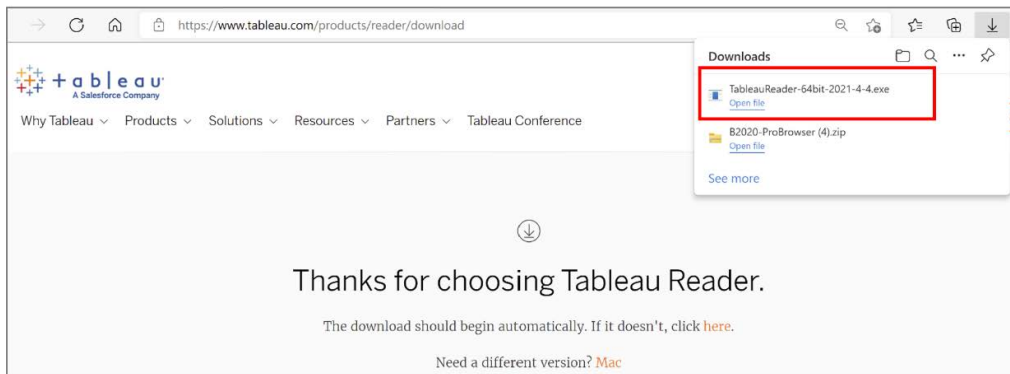 https://www.tableau.com/products/reader/download
Downloads
TableauReader-64bit-2021-4-4.exe
Open file
B2020-ProBrowser (4).zip
Open file
See more
+ a b | e a u
A Salesforce Company
Why Tableau Products Solutions Resources Partners Tableau Conference
Thanks for choosing Tableau Reader.
The download should begin automatically. If it doesn't, click here.
Need a different version? Mac